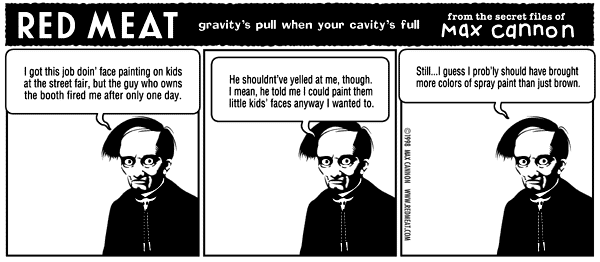 RED MEAT
gravity's pull when your cavity's full
from the secret files of
Max cannon
I got this job doin' face painting on kids
at the street fair, but the guy who owns
the booth fired me after only one day.
He shouldnt've yelled at me, though.
I mean, he told me I could paint them
little kids' faces anyway I wanted to.
Still...I guess I prob'ly should have brought
more colors of spray paint than just brown.
©1998 MAX CANNON WWW.REDMEAT.COM